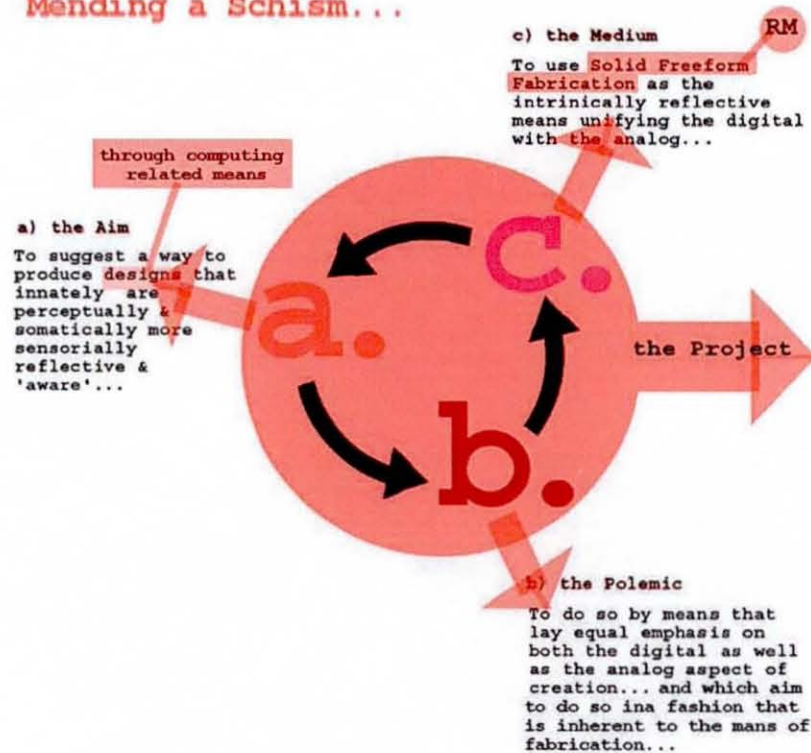 Mending a Schism...
c) the Medium
RM
To use Solid Freeform
Fabrication as the
intrinically reflective
means unifying the digital
with the analog...
through computing
related means
a) the Aim
To suggest a way to
produce designs that
innately are
perceptually &
somatically more
sensorially
reflective &
'aware'...
c.
a.
the Project
b.
b) the Polemic
To do so by means that
lay equal emphasis on
both the digital as well
as the analog aspect of
creation... and which aim
to do so ina fashion that
is inherent to the mans of
fabrication...